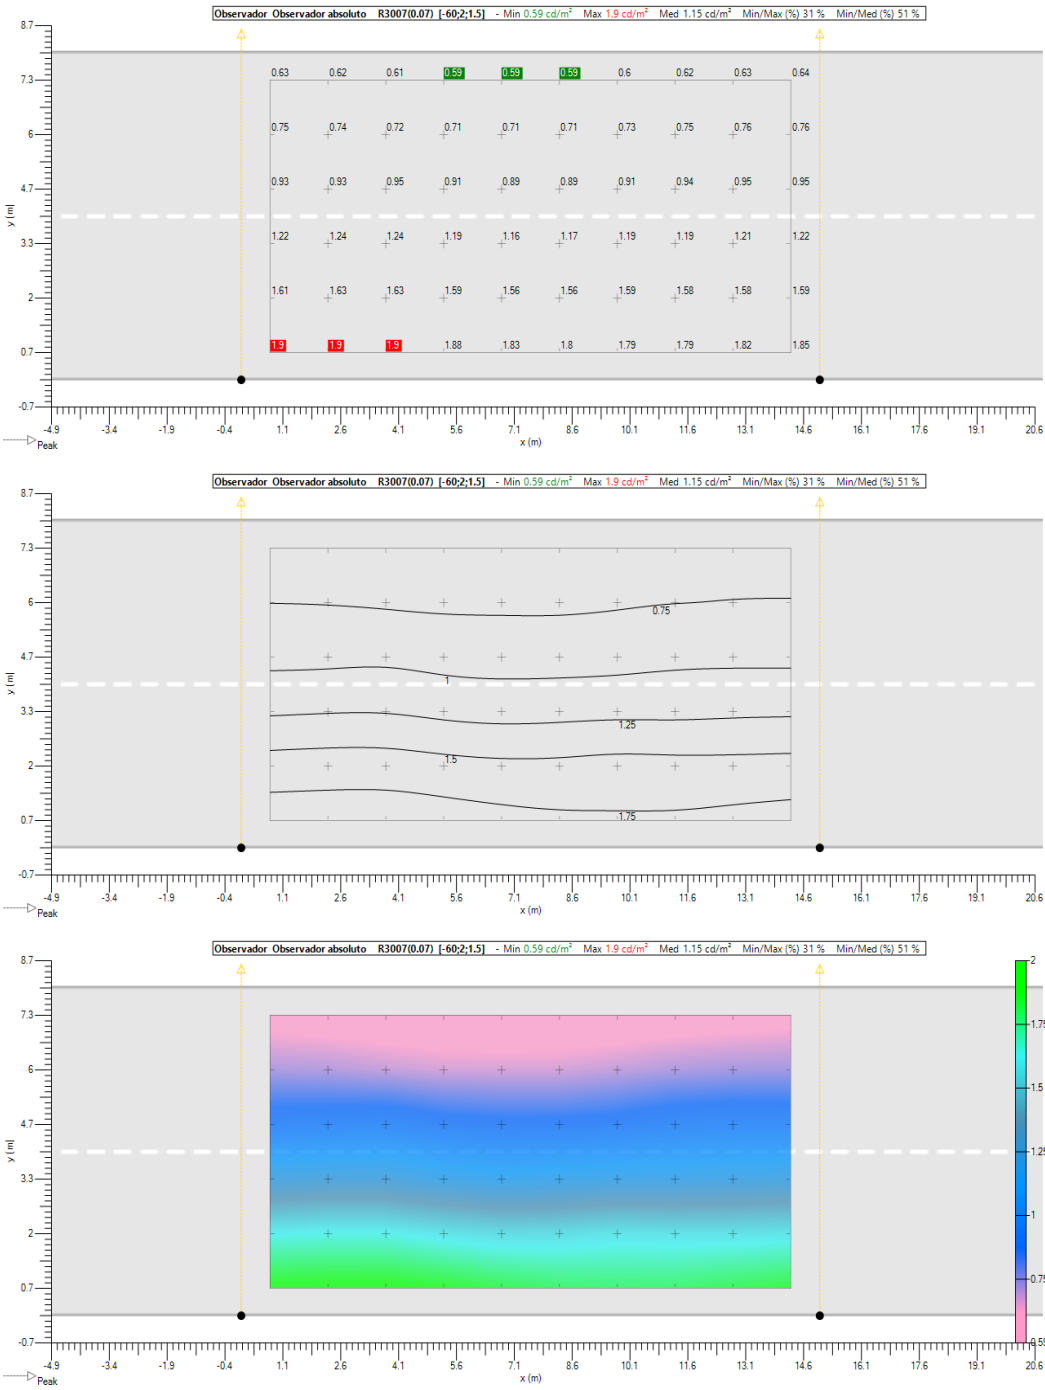 Observador Observador absoluto R3007(0.07) [-60;2;1.5] - Min 0.59 cd/m² Max 1.9 cd/m² Med 1.15 cd/m² Min/Max (%) 31 % Min/Med (%) 51 %
8.7
0.63 0.62 0.61 0.59 0.59 0.59 0.6 0.62 0.63 0.64
7.3
0.75 0.74 0.72 0.71 0.71 0.71 0.73 0.75 0.76 0.76
6
0.93 0.93 0.95 0.91 0.89 0.89 0.91 0.94 0.95 0.95
4.7
y (m)
1.22 1.24 1.24 1.19 1.16 1.17 1.19 1.19 1.21 1.22
3.3
1.61 1.63 1.63 1.59 1.56 1.56 1.59 1.58 1.58 1.59
2
1.9 1.9 1.9 1.88 1.83 1.8 1.79 1.79 1.82 1.85
0.7
-0.7
-4.9 -3.4 -1.9 -0.4 1.1 2.6 4.1 5.6 7.1 8.6 10.1 11.6 13.1 14.6 16.1 17.6 19.1 20.6
x (m)
Peak
Observador Observador absoluto R3007(0.07) [-60;2;1.5] - Min 0.59 cd/m² Max 1.9 cd/m² Med 1.15 cd/m² Min/Max (%) 31 % Min/Med (%) 51 %
8.7
7.3
6
0.75
4.7
1
y (m)
3.3
1.25
1.5
2
1.75
0.7
-0.7
-4.9 -3.4 -1.9 -0.4 1.1 2.6 4.1 5.6 7.1 8.6 10.1 11.6 13.1 14.6 16.1 17.6 19.1 20.6
x (m)
Peak
Observador Observador absoluto R3007(0.07) [-60;2;1.5] - Min 0.59 cd/m² Max 1.9 cd/m² Med 1.15 cd/m² Min/Max (%) 31 % Min/Med (%) 51 %
8.7
2
7.3
1.75
6
1.5
4.7
y (m)
1.25
3.3
1
2
0.75
0.7
0.59
-0.7
-4.9 -3.4 -1.9 -0.4 1.1 2.6 4.1 5.6 7.1 8.6 10.1 11.6 13.1 14.6 16.1 17.6 19.1 20.6
x (m)
Peak